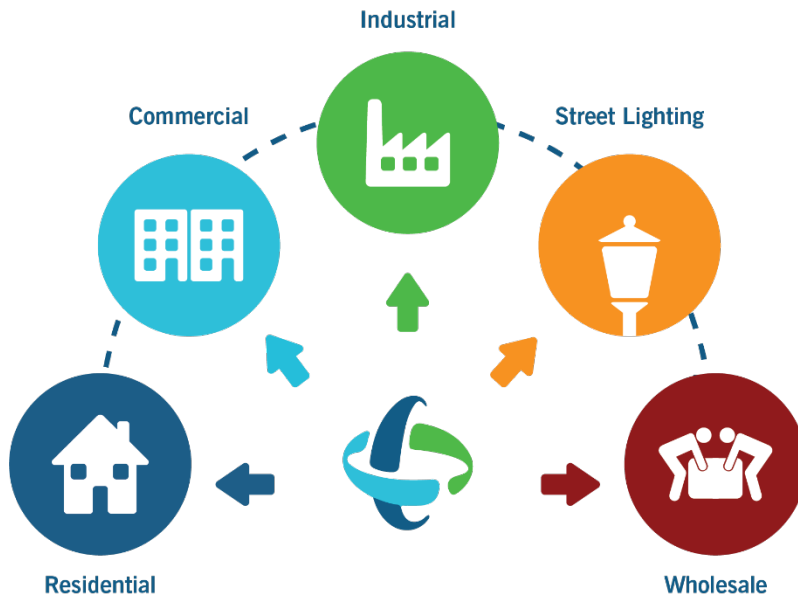 Industrial
Commercial
Street Lighting
Residential
Wholesale